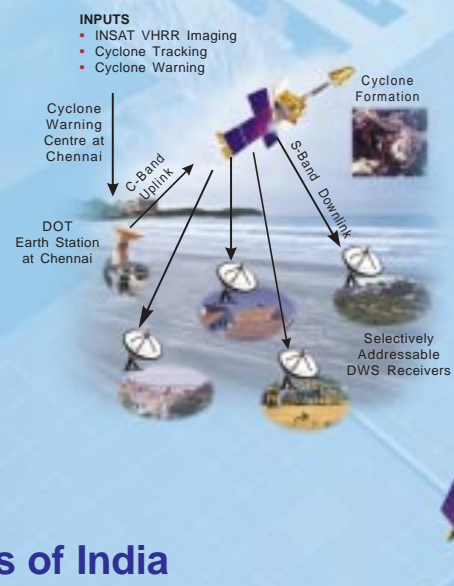 INPUTS
• INSAT VHRR Imaging
• Cyclone Tracking
• Cyclone Warning
Cyclone
Formation
Cyclone
Warning
Centre at
Chennai
C-Band
Uplink
S-Band Downlink
DOT
Earth Station
at Chennai
Selectively
Addressable
DWS Receivers
s of India